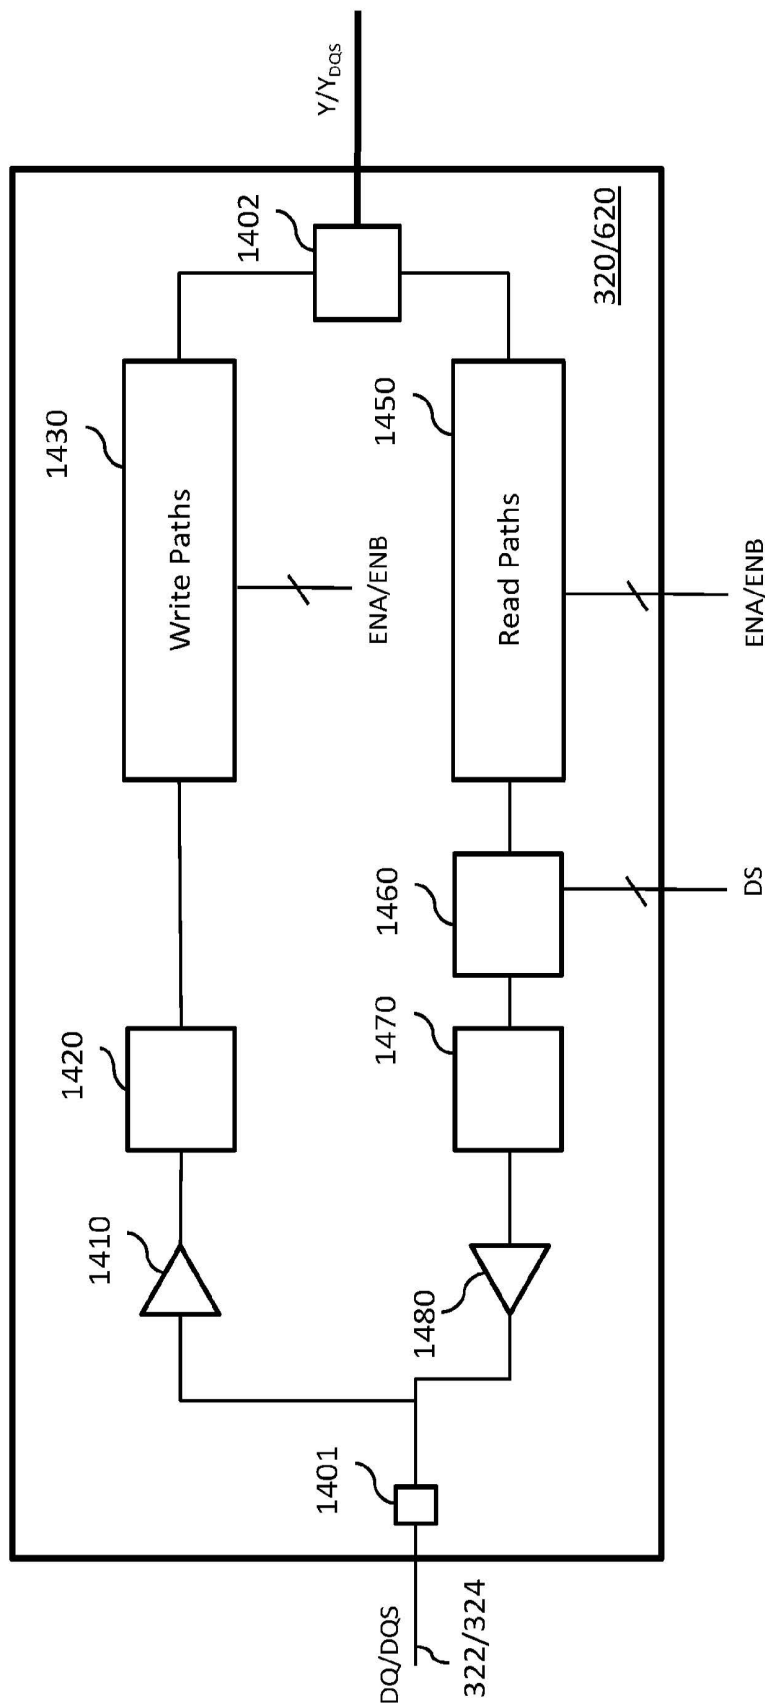 DQ/DQS
322/324
1401
1410
1420
1430
Write Paths
ENA/ENB
1402
Y/Y_DQS
1480
1470
1460
1450
Read Paths
DS
ENA/ENB
320/620